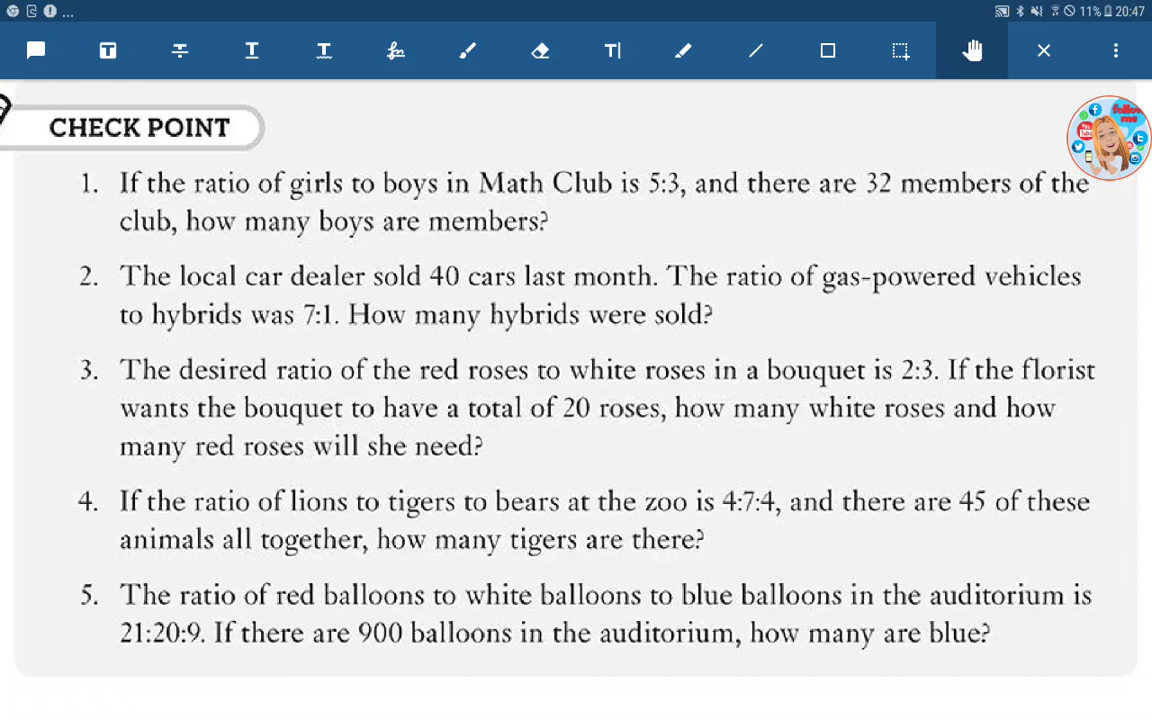 ... 11% 20:47
CHECK POINT
1. If the ratio of girls to boys in Math Club is 5:3, and there are 32 members of the
club, how many boys are members?
2. The local car dealer sold 40 cars last month. The ratio of gas-powered vehicles
to hybrids was 7:1. How many hybrids were sold?
3. The desired ratio of the red roses to white roses in a bouquet is 2:3. If the florist
wants the bouquet to have a total of 20 roses, how many white roses and how
many red roses will she need?
4. If the ratio of lions to tigers to bears at the zoo is 4:7:4, and there are 45 of these
animals all together, how many tigers are there?
5. The ratio of red balloons to white balloons to blue balloons in the auditorium is
21:20:9. If there are 900 balloons in the auditorium, how many are blue?
follow
me